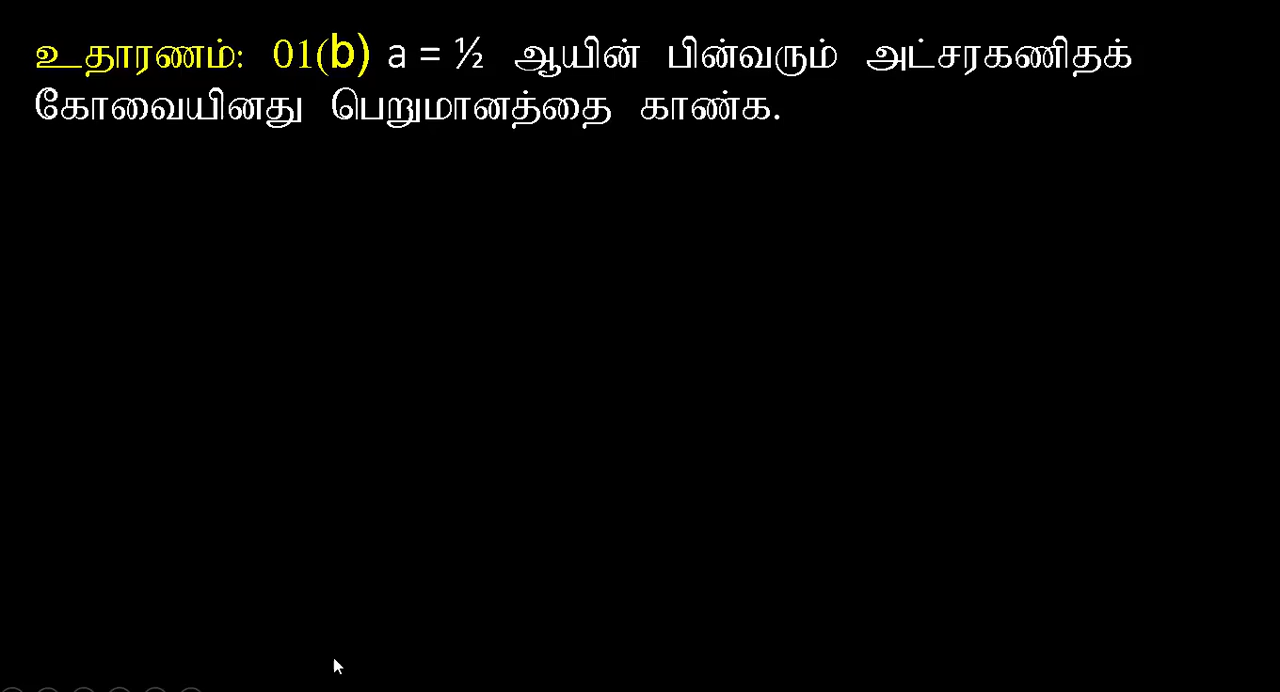 உதாரணம்: 01(b) a = ½ ஆயின் பின்வரும் அட்சரகணிதக்
கோவையினது பெறுமானத்தை காண்க.